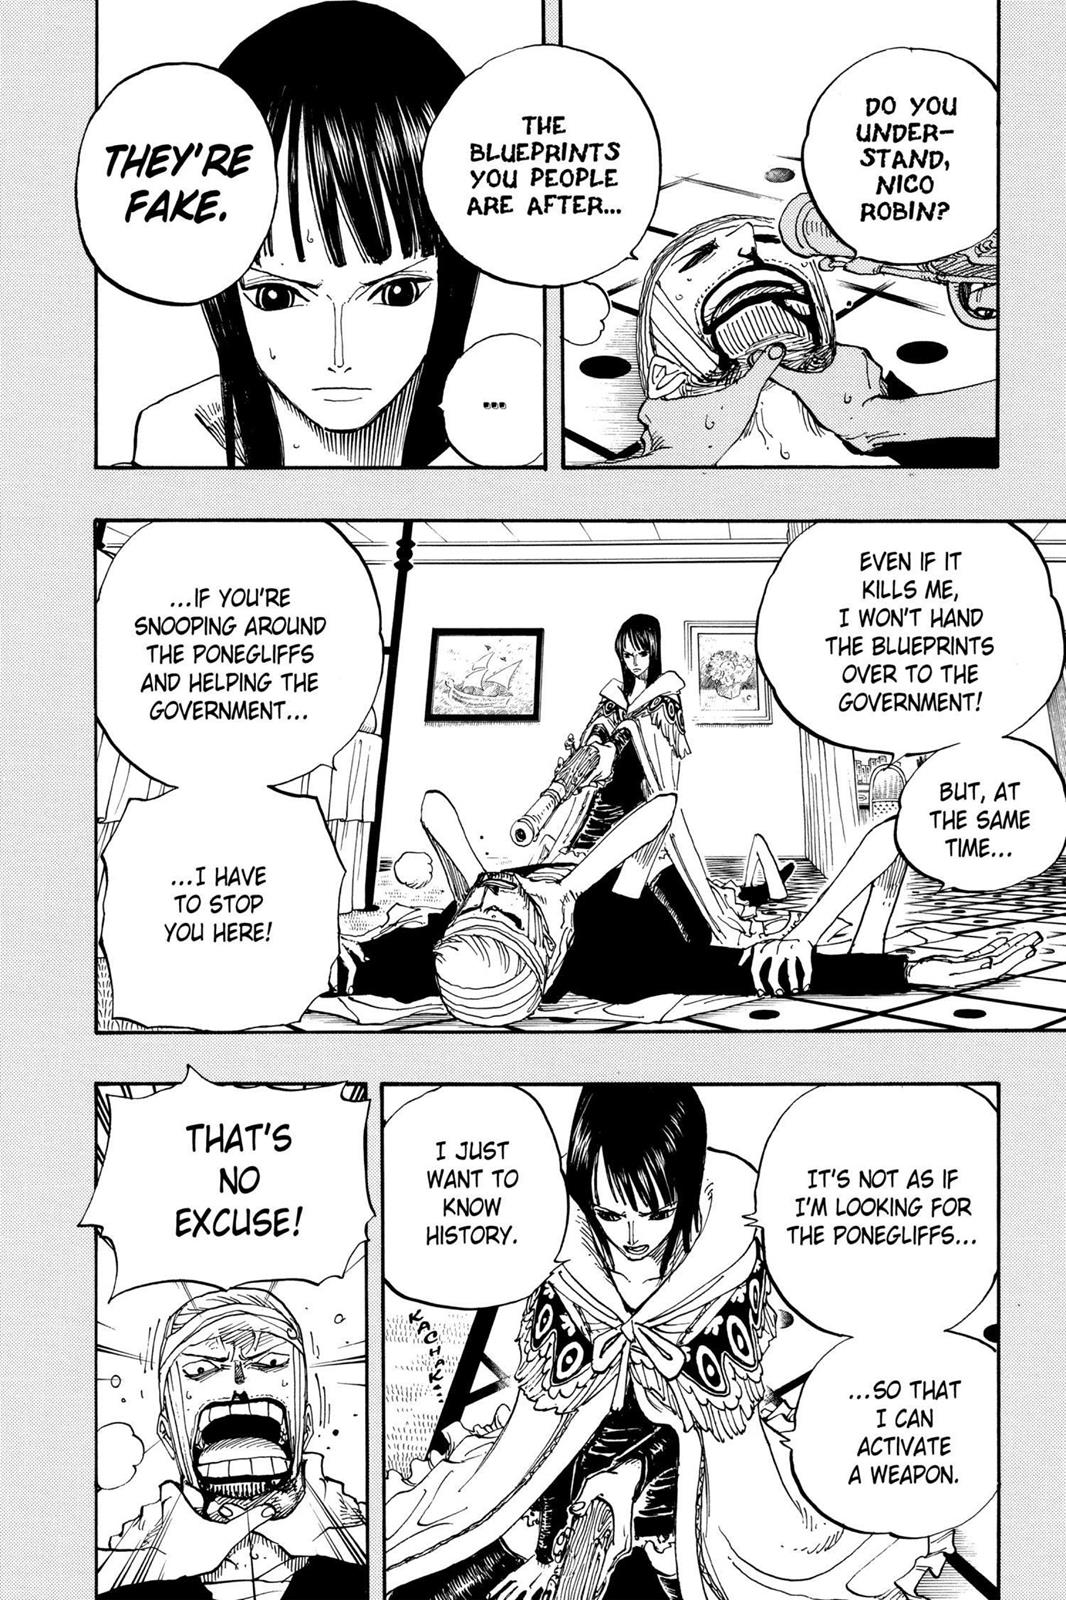 DO YOU
UNDER-
STAND,
NICO
ROBIN?
THE
BLUEPRINTS
YOU PEOPLE
ARE AFTER...
THEY'RE
FAKE.
...
EVEN IF IT
KILLS ME,
I WON'T HAND
THE BLUEPRINTS
OVER TO THE
GOVERNMENT!
BUT, AT
THE SAME
TIME...
...IF YOU'RE
SNOOPING AROUND
THE PONEGLIFFS
AND HELPING THE
GOVERNMENT...
...I HAVE
TO STOP
YOU HERE!
IT'S NOT AS IF
I'M LOOKING FOR
THE PONEGLIFFS...
...SO THAT
I CAN
ACTIVATE
A WEAPON.
I JUST
WANT TO
KNOW
HISTORY.
KACHAK...
THAT'S
NO
EXCUSE!